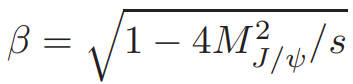 β = √(1 − 4M²_{J/ψ}/s)